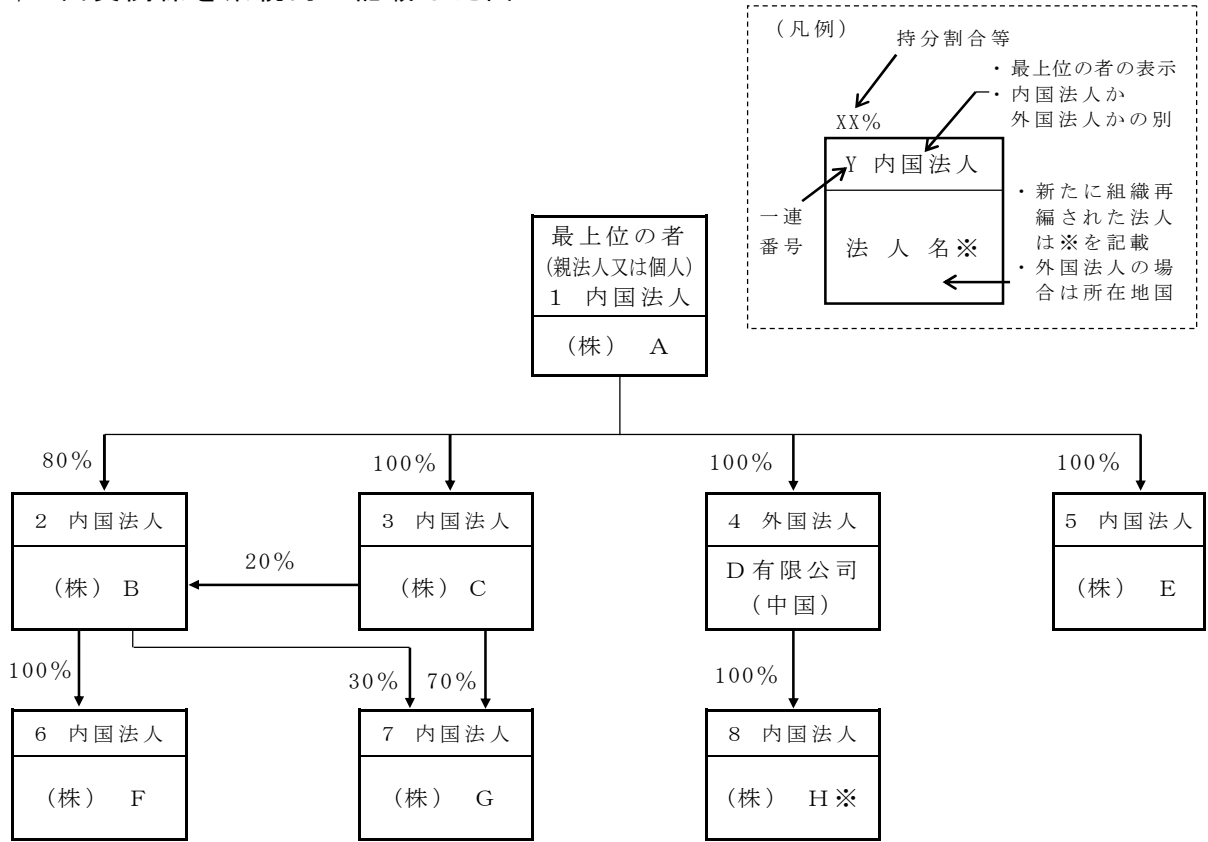 （凡例）
持分割合等
・最上位の者の表示
・内国法人か
外国法人かの別
XX%
Y 内国法人
一連
番号
法 人 名※
・新たに組織再
編された法人
は※を記載
・外国法人の場
合は所在地国
最上位の者
(親法人又は個人)
1 内国法人
（株） A
80%
100%
100%
100%
2 内国法人
（株） B
20%
3 内国法人
（株） C
4 外国法人
D有限公司
（中国）
5 内国法人
（株） E
100%
30%
70%
100%
6 内国法人
（株） F
7 内国法人
（株） G
8 内国法人
（株） H※